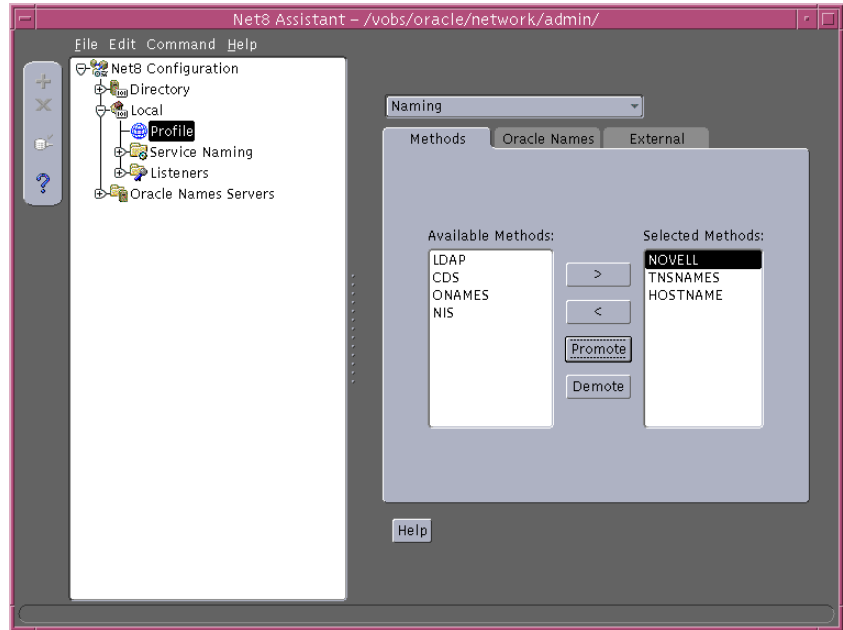 Net8 Assistant – /vobs/oracle/network/admin/
File Edit Command Help
Net8 Configuration
Directory
Local
Profile
Service Naming
Listeners
Oracle Names Servers
Naming
Methods Oracle Names External
Available Methods:
LDAP
CDS
ONAMES
NIS
>
<
Promote
Demote
Selected Methods:
NOVELL
TNSNAMES
HOSTNAME
Help